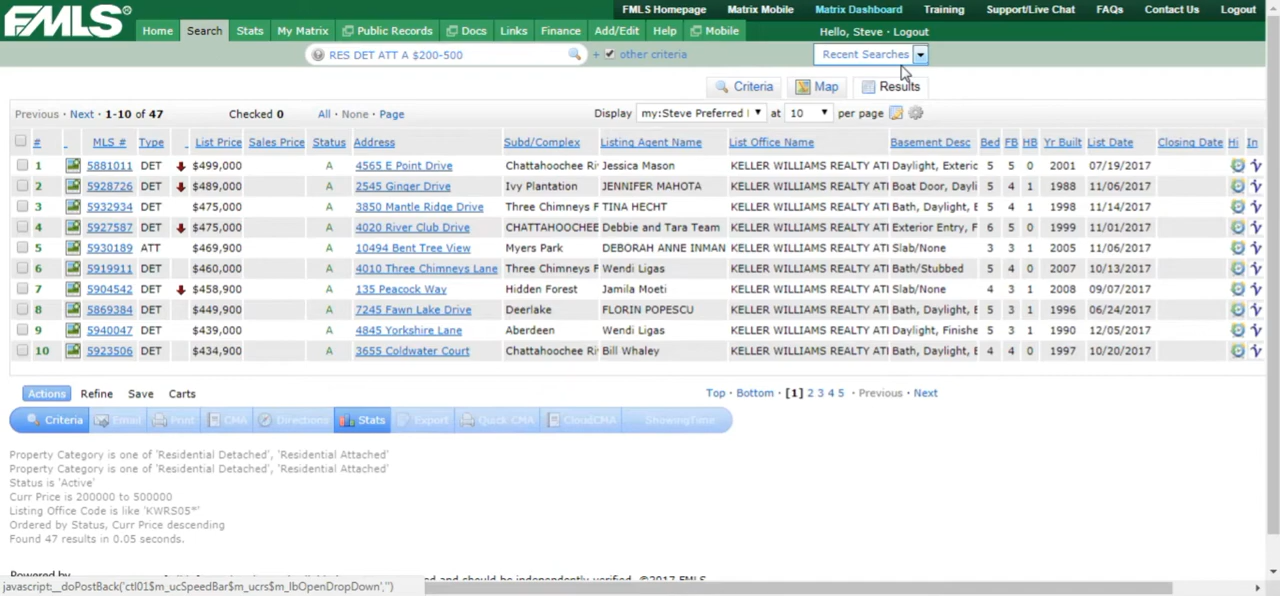 FMLS Homepage Matrix Mobile Matrix Dashboard Training Support/Live Chat FAQs Contact Us Logout
FMLS
Home Search Stats My Matrix Public Records Docs Links Finance Add/Edit Help Mobile
Hello, Steve · Logout
RES DET ATT A $200-500 + other criteria Recent Searches
Criteria Map Results
Previous · Next · 1-10 of 47 Checked 0 All · None · Page Display my:Steve Preferred at 10 per page
# MLS # Type List Price Sales Price Status Address Subd/Complex Listing Agent Name List Office Name Basement Desc Bed FB HB Yr Built List Date Closing Date Hi In
1 5881011 DET $499,000 A 4565 E Point Drive Chattahoochee Ri Jessica Mason KELLER WILLIAMS REALTY ATI Daylight, Exteric 5 5 0 2001 07/19/2017
2 5928726 DET $489,000 A 2545 Ginger Drive Ivy Plantation JENNIFER MAHOTA KELLER WILLIAMS REALTY ATI Boat Door, Dayli 5 4 1 1988 11/06/2017
3 5932934 DET $475,000 A 3850 Mantle Ridge Drive Three Chimneys F TINA HECHT KELLER WILLIAMS REALTY ATI Bath, Daylight, E 5 4 1 1998 11/14/2017
4 5927587 DET $475,000 A 4020 River Club Drive CHATTAHOOCHEE Debbie and Tara Team KELLER WILLIAMS REALTY ATI Exterior Entry, F 6 5 0 1999 11/01/2017
5 5930189 ATT $469,900 A 10494 Bent Tree View Myers Park DEBORAH ANNE INMAN KELLER WILLIAMS REALTY ATI Slab/None 3 3 1 2005 11/06/2017
6 5919911 DET $460,000 A 4010 Three Chimneys Lane Three Chimneys F Wendi Ligas KELLER WILLIAMS REALTY ATI Bath/Stubbed 5 4 0 2007 10/13/2017
7 5904542 DET $458,900 A 135 Peacock Way Hidden Forest Jamila Moeti KELLER WILLIAMS REALTY ATI Slab/None 4 3 1 2008 09/07/2017
8 5869384 DET $449,900 A 7245 Fawn Lake Drive Deerlake FLORIN POPESCU KELLER WILLIAMS REALTY ATI Bath, Daylight, E 5 3 1 1996 06/24/2017
9 5940047 DET $439,000 A 4845 Yorkshire Lane Aberdeen Wendi Ligas KELLER WILLIAMS REALTY ATI Daylight, Finishe 5 3 1 1990 12/05/2017
10 5923506 DET $434,900 A 3655 Coldwater Court Chattahoochee Ri Bill Whaley KELLER WILLIAMS REALTY ATI Bath, Daylight, E 4 4 0 1997 10/20/2017
Actions Refine Save Carts Top · Bottom · [1] 2 3 4 5 · Previous · Next
Criteria Email Print CMA Directions Stats Export Quick CMA CloudCMA ShowingTime
Property Category is one of 'Residential Detached', 'Residential Attached'
Property Category is one of 'Residential Detached', 'Residential Attached'
Status is 'Active'
Curr Price is 200000 to 500000
Listing Office Code is like 'KWRS05*'
Ordered by Status, Curr Price descending
Found 47 results in 0.05 seconds.
Powered by
and should be independently verified. ©2017 FMLS
javascript:__doPostBack('ctl01$m_ucSpeedBar$m_ucrs$m_lbOpenDropDown','')